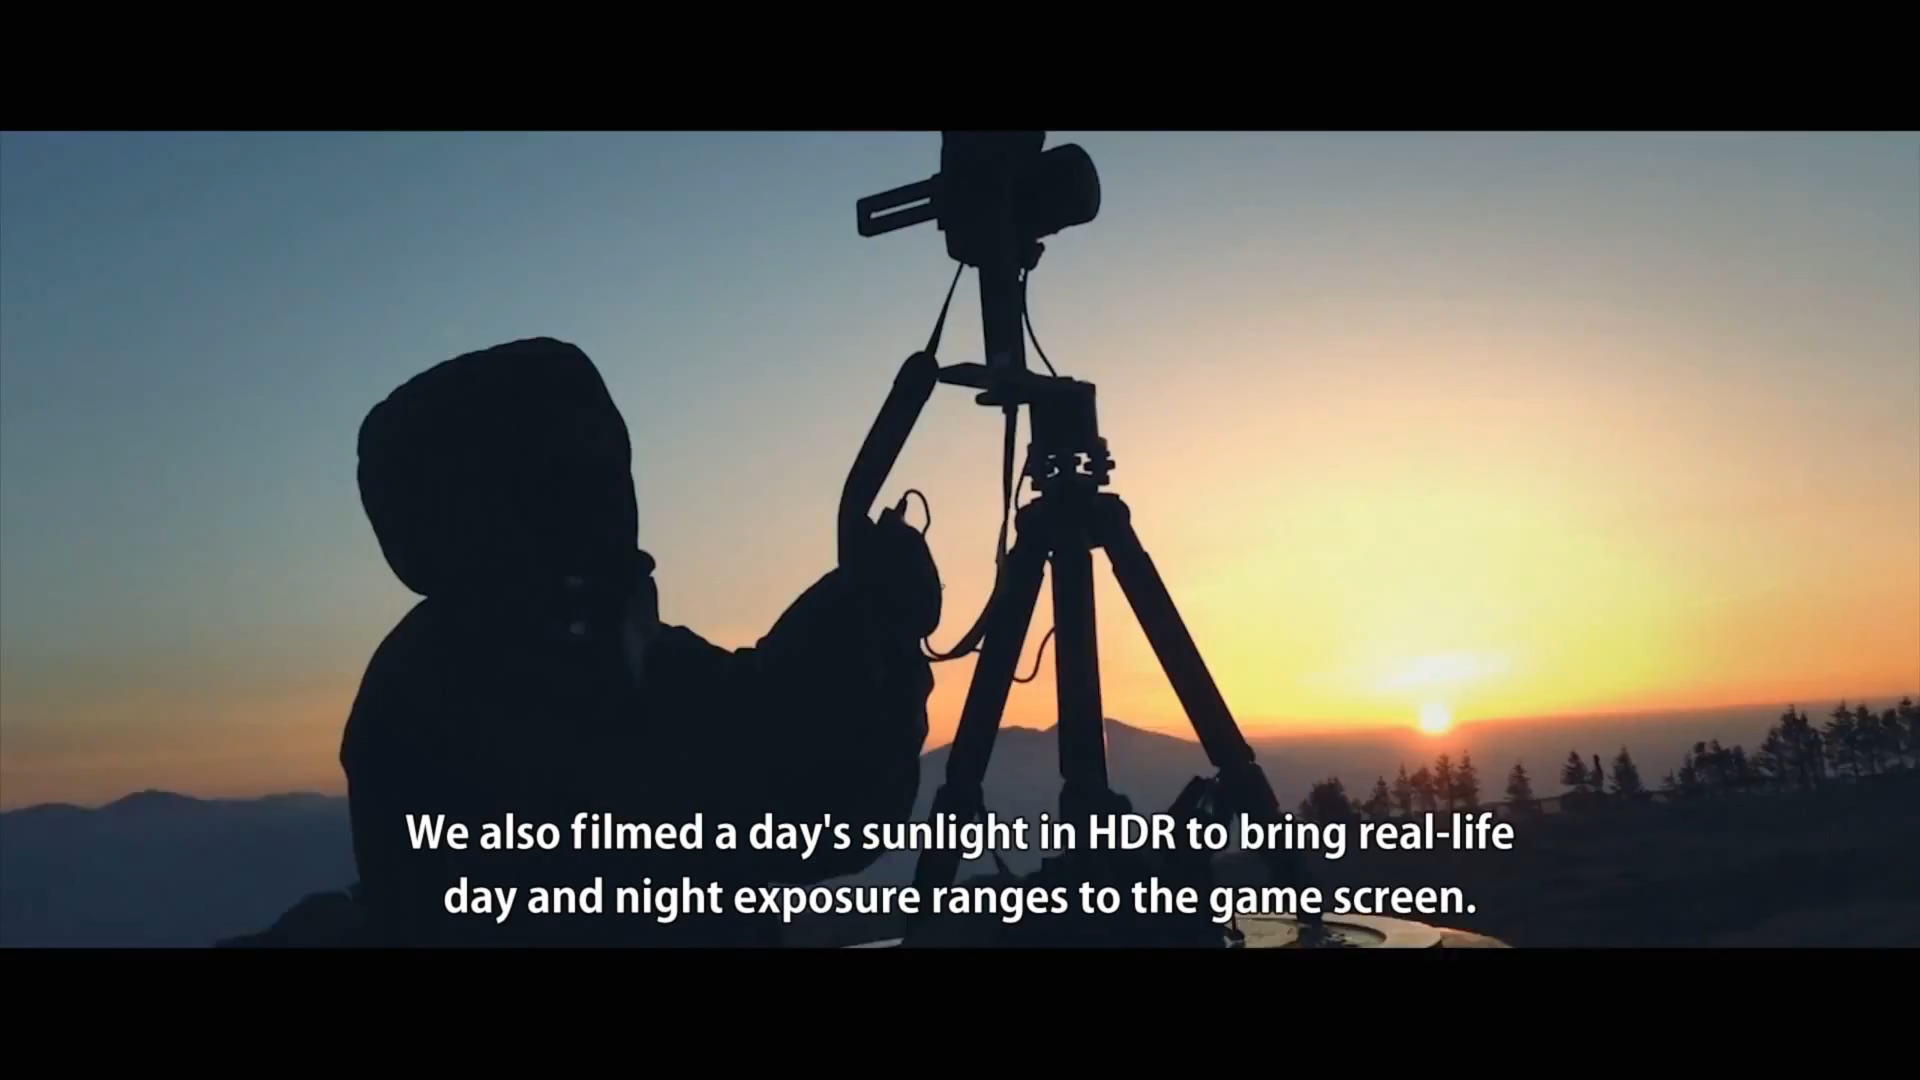 We also filmed a day's sunlight in HDR to bring real-life
day and night exposure ranges to the game screen.